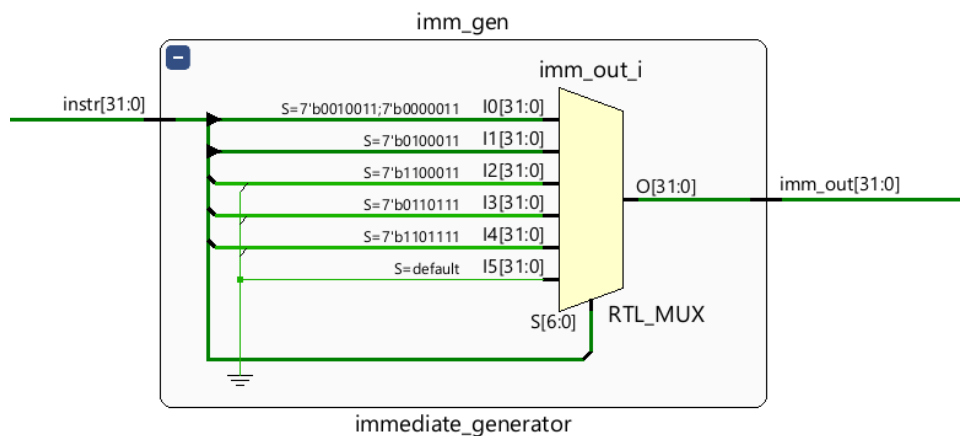 imm_gen
imm_out_i
instr[31:0]
S=7'b0010011;7'b0000011 I0[31:0]
S=7'b0100011 I1[31:0]
S=7'b1100011 I2[31:0]
S=7'b0110111 I3[31:0]
S=7'b1101111 I4[31:0]
S=default I5[31:0]
O[31:0]
imm_out[31:0]
S[6:0]
RTL_MUX
immediate_generator